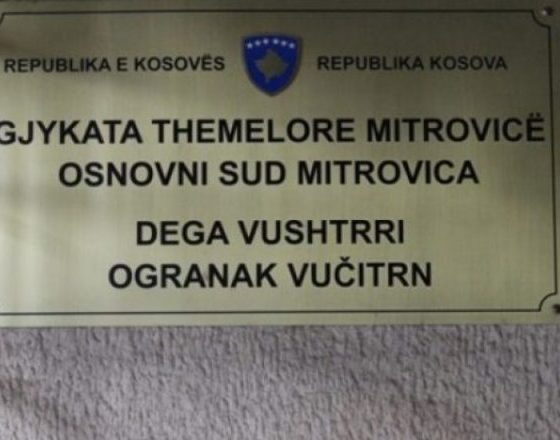 REPUBLIKA E KOSOVËS REPUBLIKA KOSOVA
GJYKATA THEMELORE MITROVICË
OSNOVNI SUD MITROVICA
DEGA VUSHTRRI
OGRANAK VUČITRN